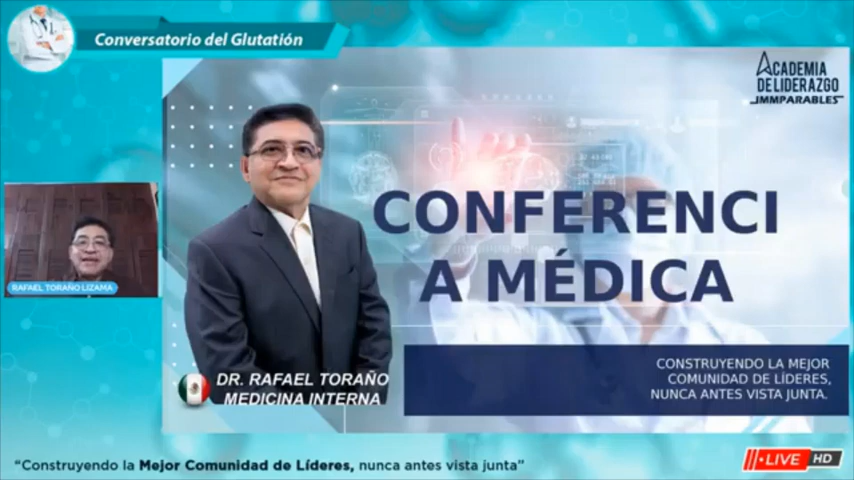 Conversatorio del Glutatión
ACADEMIA
DE LIDERAZGO
IMMPARABLES
CONFERENCI
A MÉDICA
RAFAEL TORAÑO LIZAMA
DR. RAFAEL TORAÑO
MEDICINA INTERNA
CONSTRUYENDO LA MEJOR
COMUNIDAD DE LÍDERES,
NUNCA ANTES VISTA JUNTA.
“Construyendo la Mejor Comunidad de Líderes, nunca antes vista junta”
LIVE HD